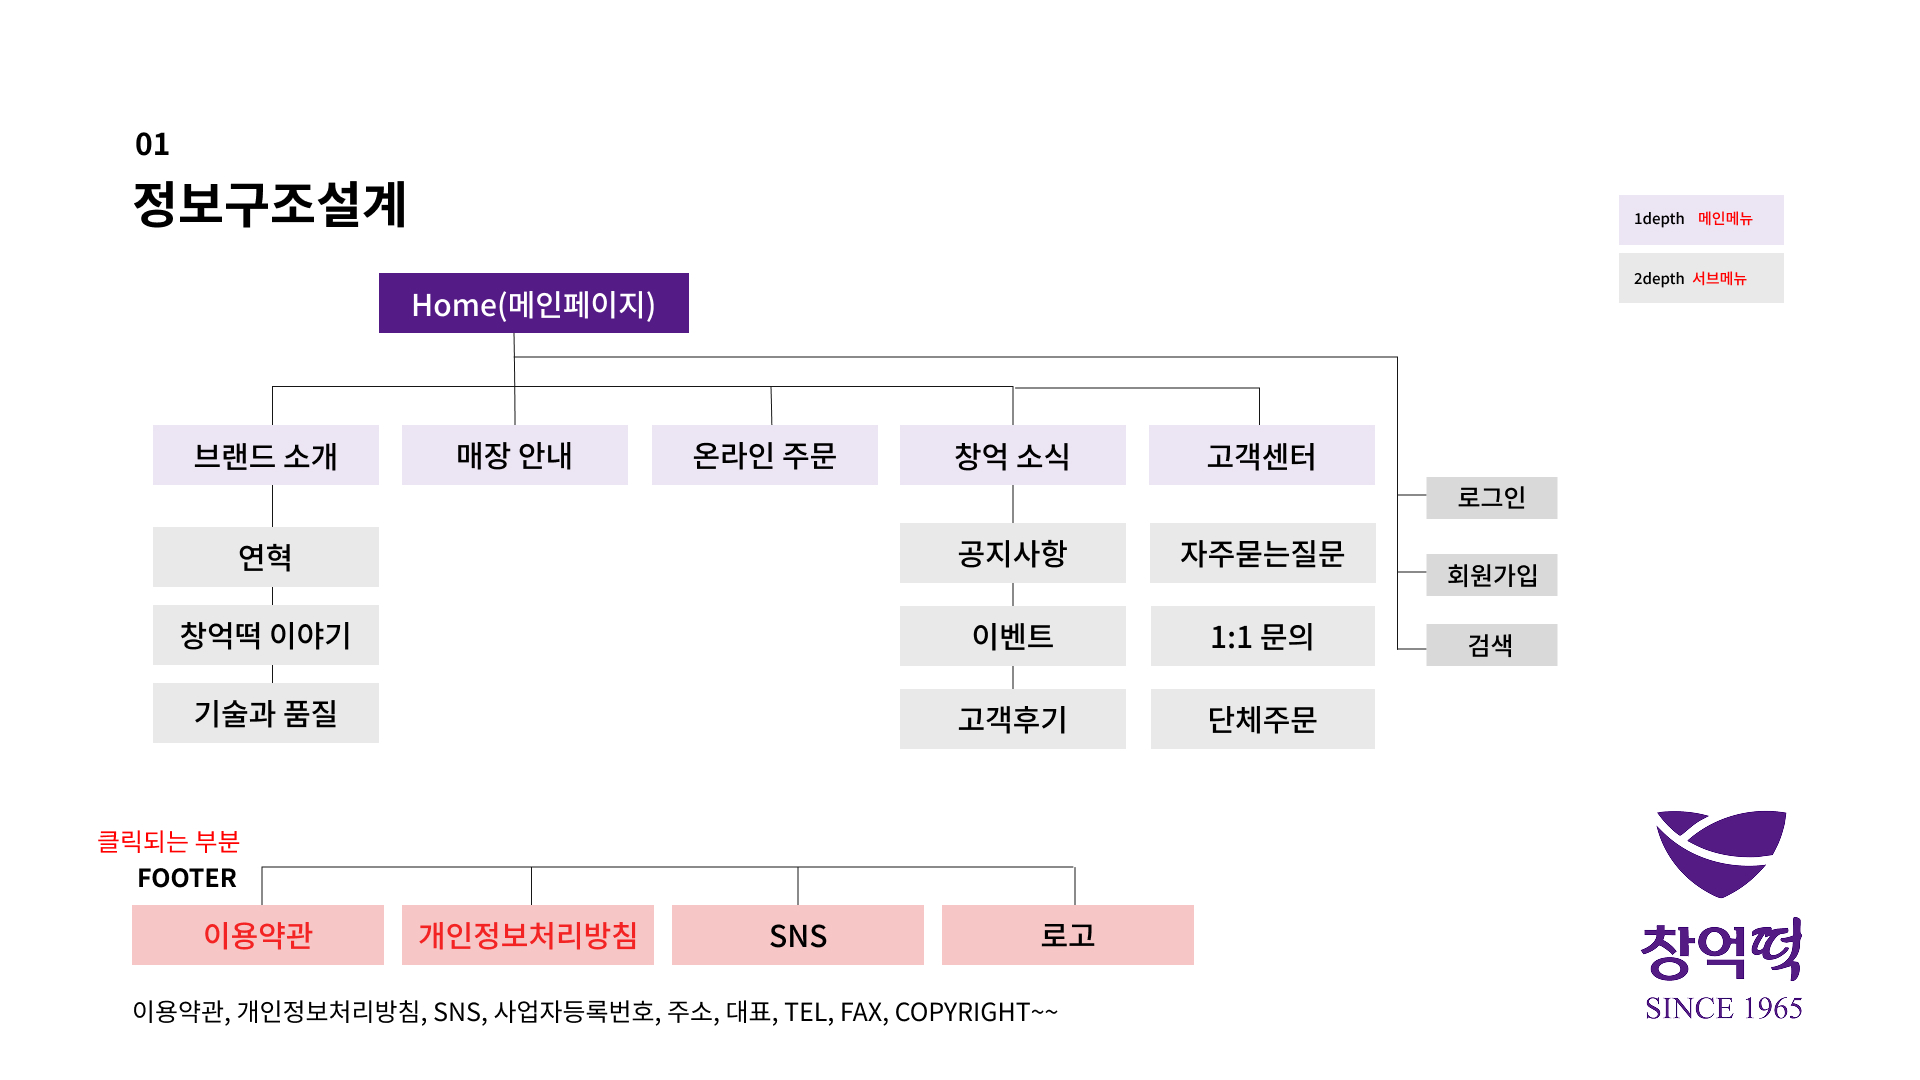 01
정보구조설계
1depth 메인메뉴
2depth 서브메뉴
Home(메인페이지)
브랜드 소개
매장 안내
온라인 주문
창억 소식
고객센터
로그인
회원가입
검색
연혁
창억떡 이야기
기술과 품질
공지사항
이벤트
고객후기
자주묻는질문
1:1 문의
단체주문
클릭되는 부분
FOOTER
이용약관
개인정보처리방침
SNS
로고
이용약관, 개인정보처리방침, SNS, 사업자등록번호, 주소, 대표, TEL, FAX, COPYRIGHT~~
창억떡
SINCE 1965